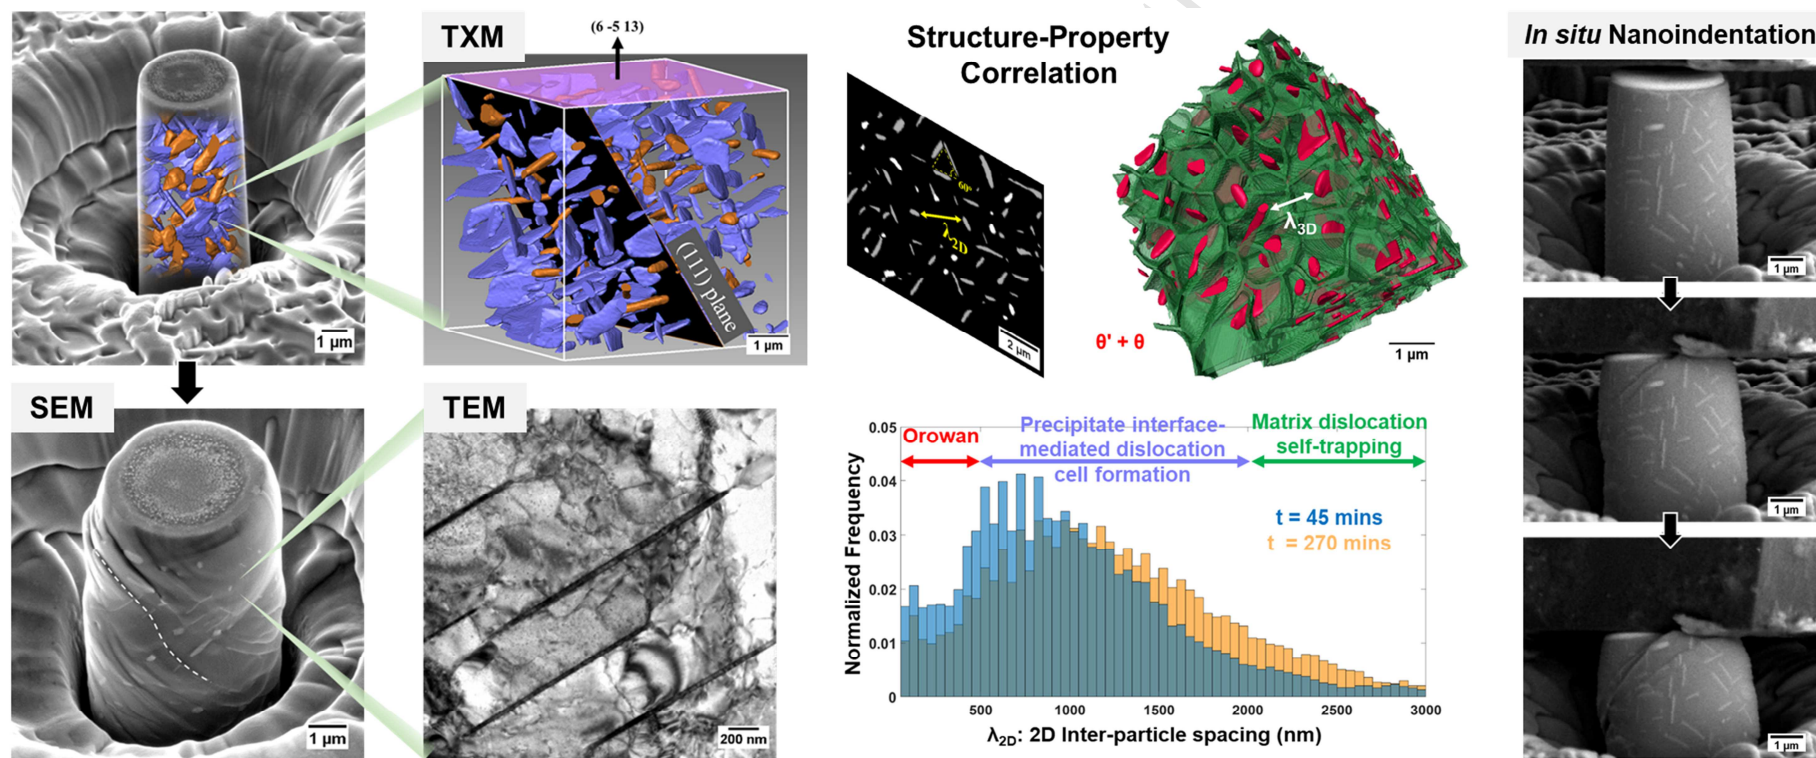 1 μm
TXM
(6 -5 13)
(111) plane
1 μm
Structure-Property
Correlation
60°
λ2D
2 μm
λ3D
θ' + θ
1 μm
In situ Nanoindentation
1 μm
1 μm
1 μm
SEM
1 μm
TEM
200 nm
Orowan
Precipitate interface-
mediated dislocation
cell formation
Matrix dislocation
self-trapping
t = 45 mins
t = 270 mins
Normalized Frequency
0.05
0.04
0.03
0.02
0.01
0
500
1000
1500
2000
2500
3000
λ2D: 2D Inter-particle spacing (nm)